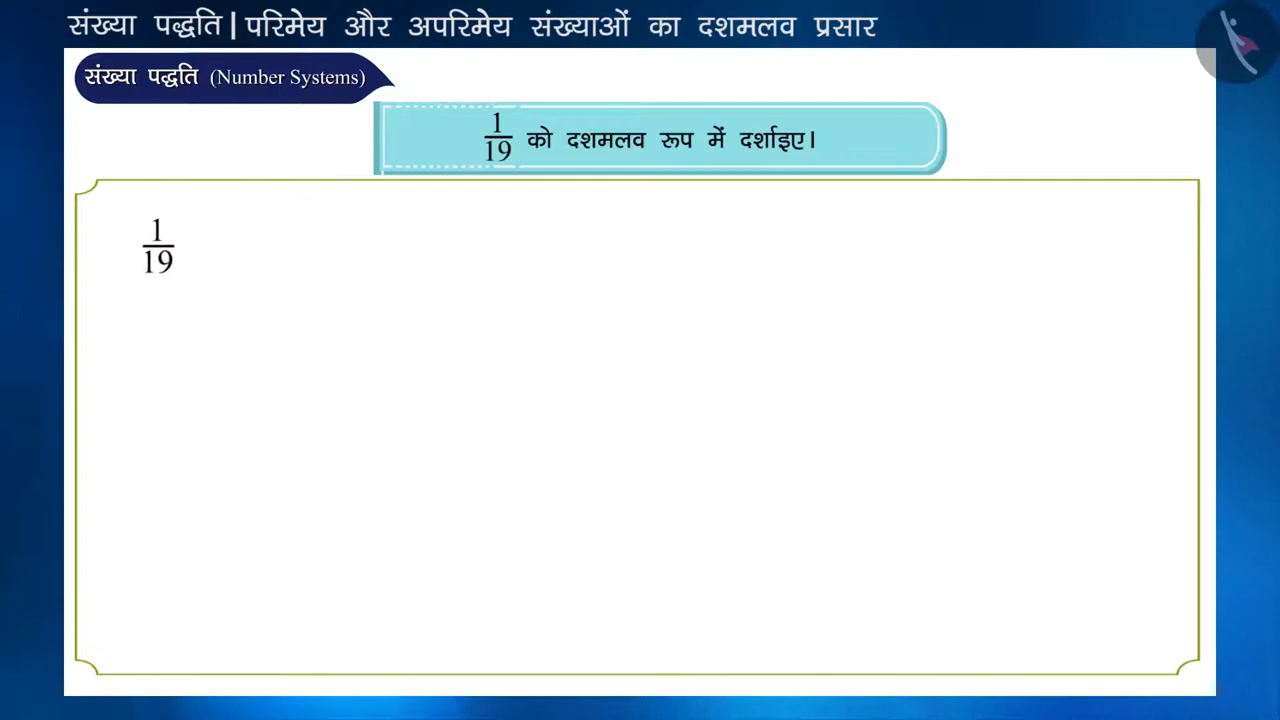 संख्या पद्धति | परिमेय और अपरिमेय संख्याओं का दशमलव प्रसार
संख्या पद्धति (Number Systems)
1/19 को दशमलव रूप में दर्शाइए।
1/19